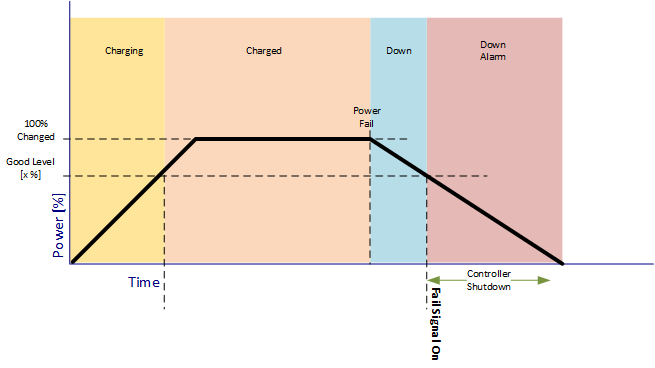 Charging
Charged
Down
Down
Alarm
Power
Fail
100%
Changed
Good Level
[x %]
Power [%]
Time
Controller
Shutdown
Fail Signal On